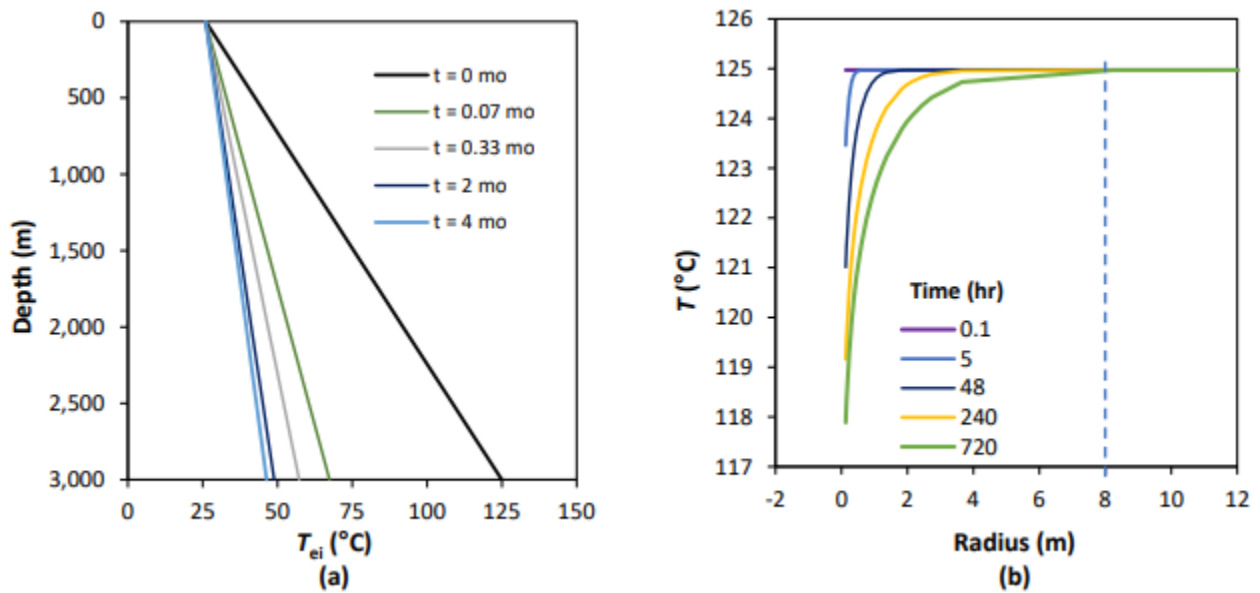 0
500
1,000
1,500
2,000
2,500
3,000
Depth (m)
t = 0 mo
t = 0.07 mo
t = 0.33 mo
t = 2 mo
t = 4 mo
0 25 50 75 100 125 150
Tei (°C)
(a)
126
125
124
123
122
121
120
119
118
117
T (°C)
Time (hr)
0.1
5
48
240
720
-2 0 2 4 6 8 10 12
Radius (m)
(b)